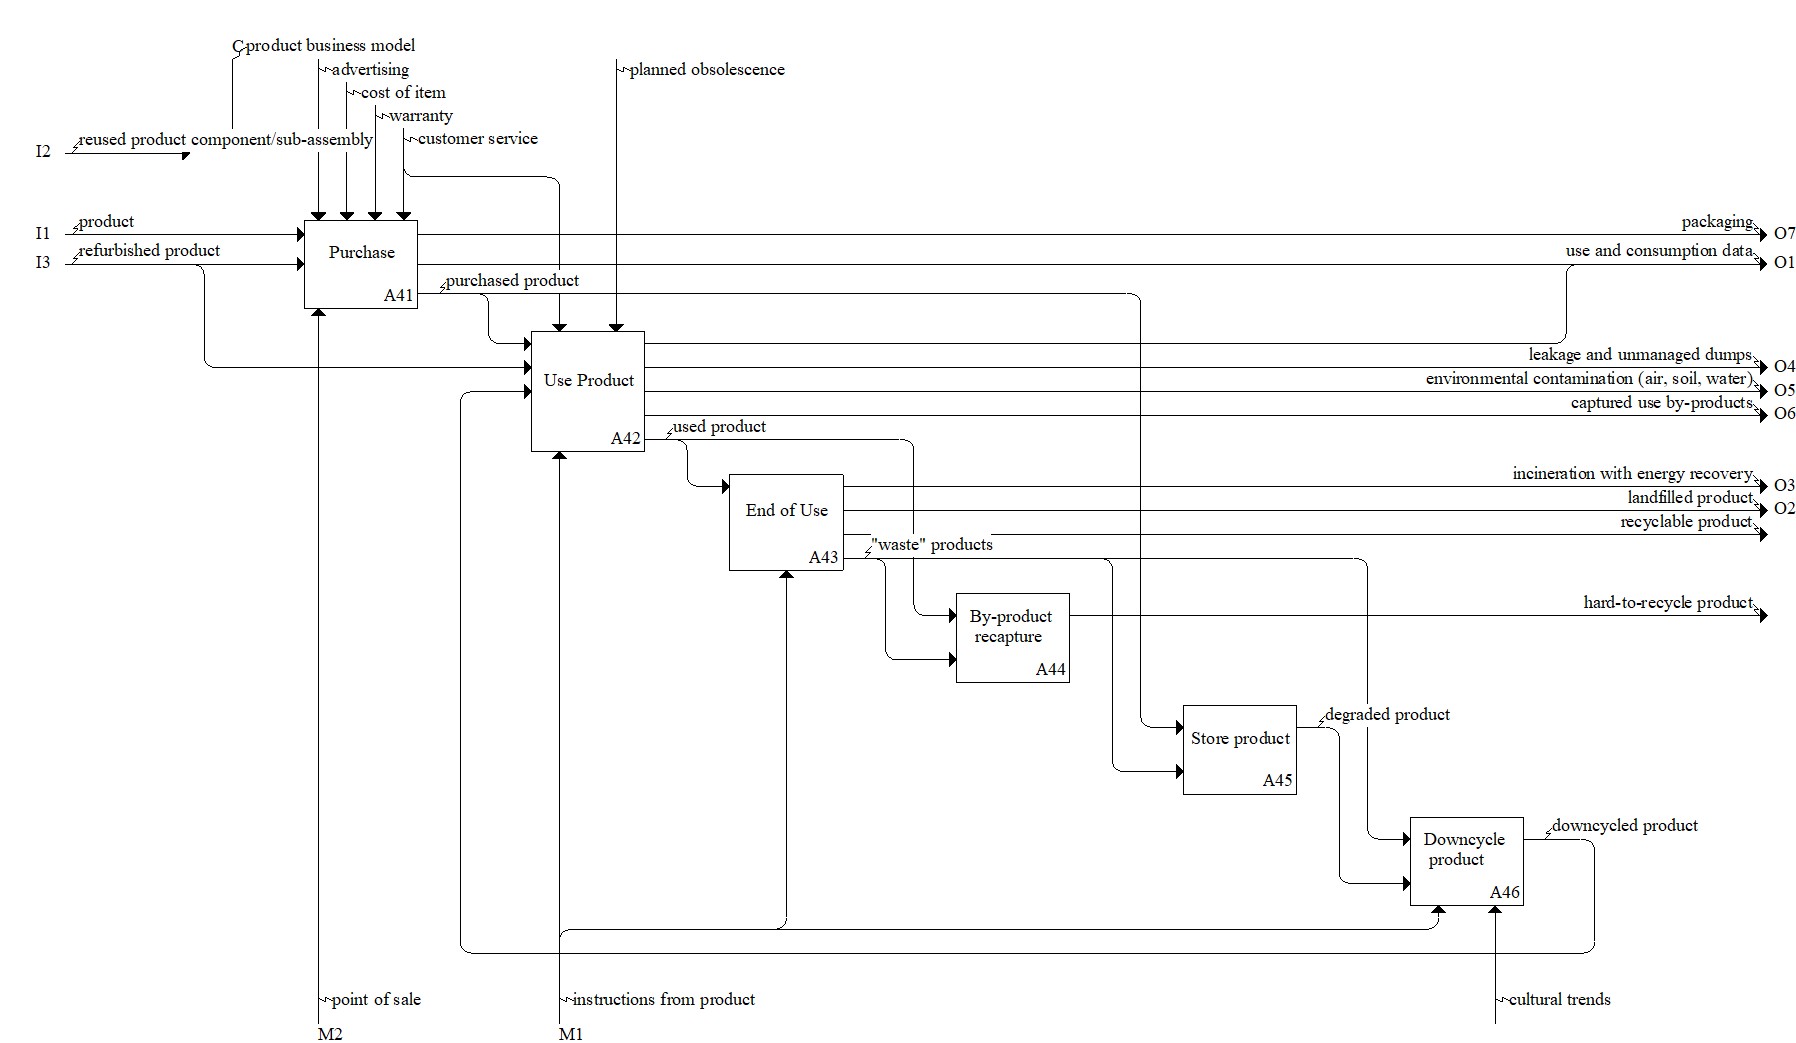 C product business model
advertising
planned obsolescence
cost of item
warranty
reused product component/sub-assembly
customer service
I2
product
packaging
I1
O7
refurbished product
Purchase
use and consumption data
I3
O1
purchased product
A41
leakage and unmanaged dumps
O4
Use Product
environmental contamination (air, soil, water)
O5
captured use by-products
O6
used product
A42
incineration with energy recovery
O3
landfilled product
O2
End of Use
recyclable product
"waste" products
A43
hard-to-recycle product
By-product
recapture
A44
degraded product
Store product
A45
downcycled product
Downcycle
product
A46
point of sale
instructions from product
cultural trends
M2
M1